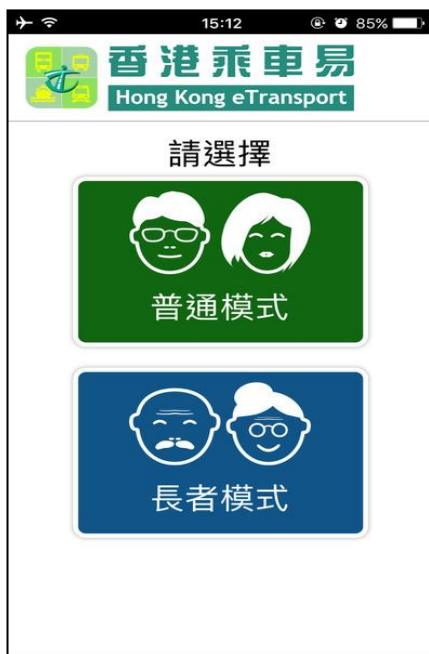 15:12
85%
香港乘車易
Hong Kong eTransport
請選擇
普通模式
長者模式